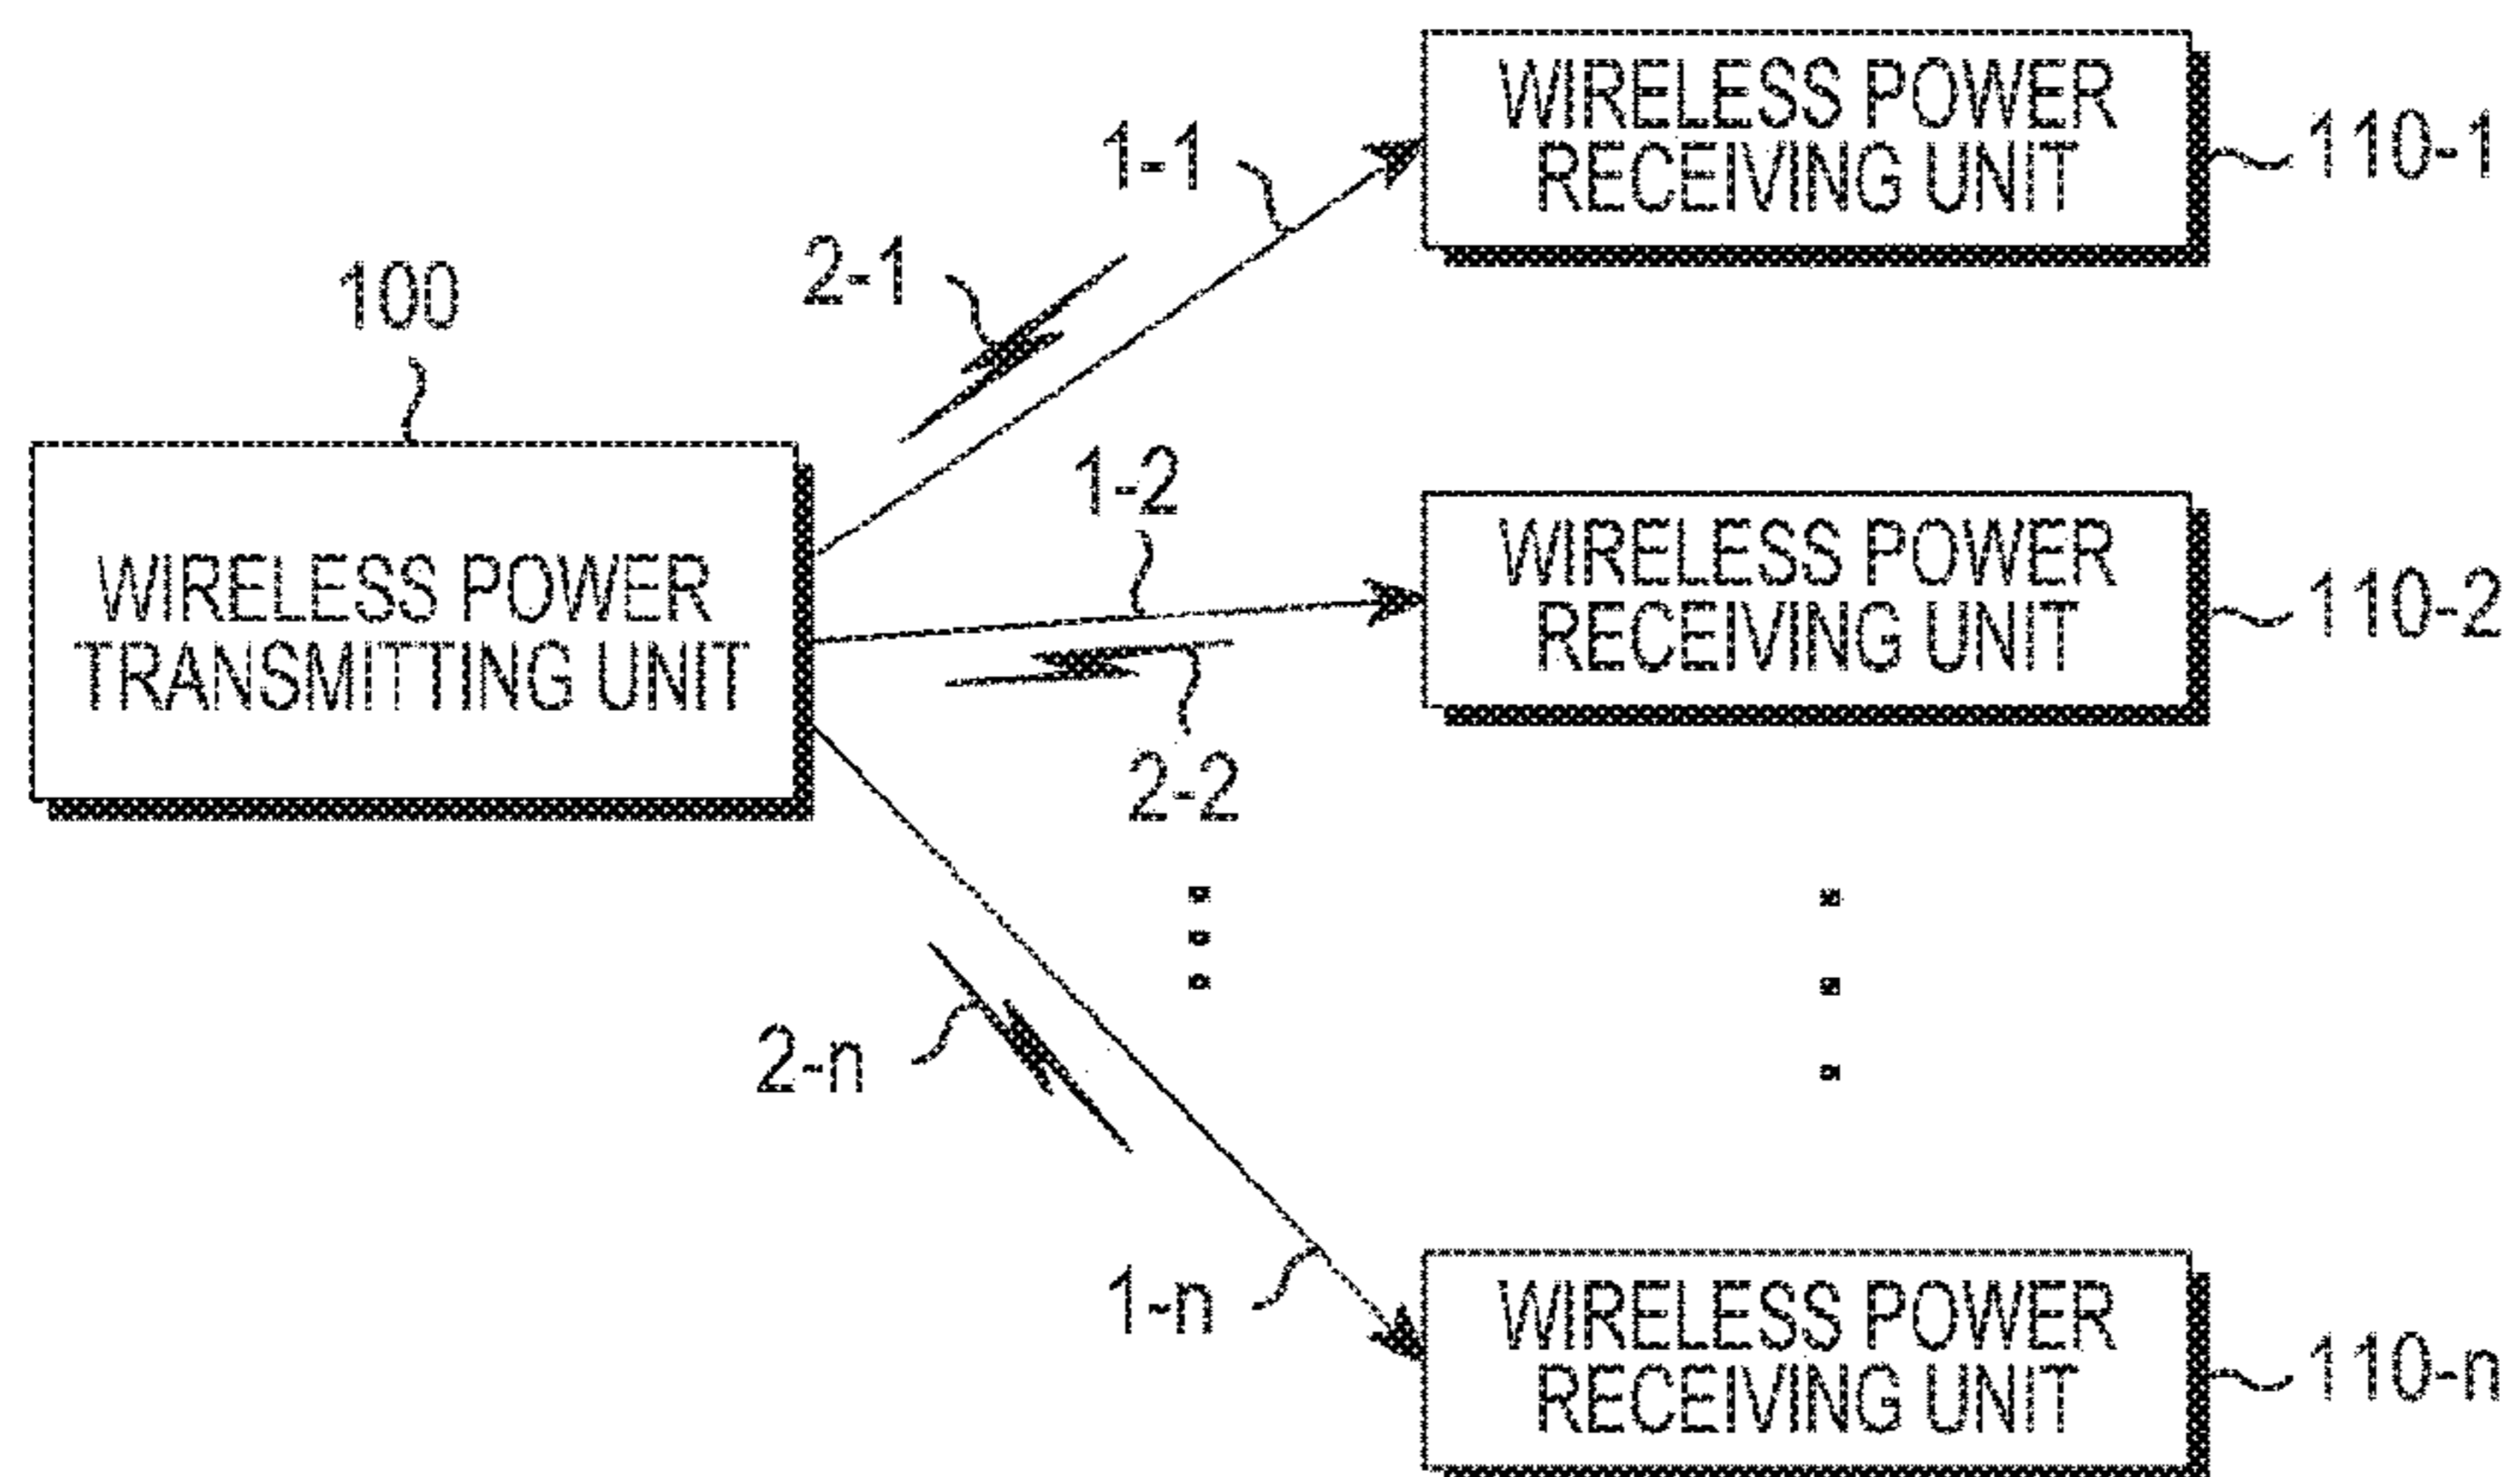 WIRELESS POWER
RECEIVING UNIT
110-1
1-1
2-1
100
WIRELESS POWER
TRANSMITTING UNIT
1-2
WIRELESS POWER
RECEIVING UNIT
110-2
2-2
2-n
1-n
WIRELESS POWER
RECEIVING UNIT
110-n